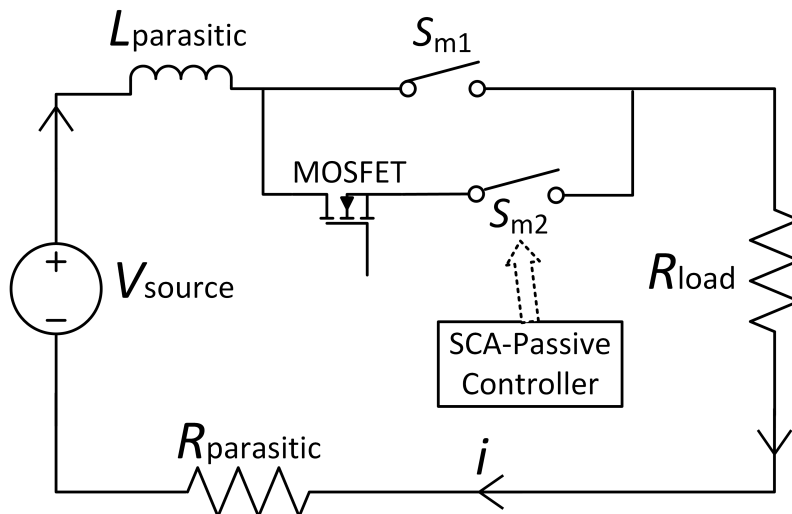 Lparasitic
Sm1
MOSFET
Sm2
+
−
Vsource
Rload
SCA-Passive
Controller
Rparasitic
i